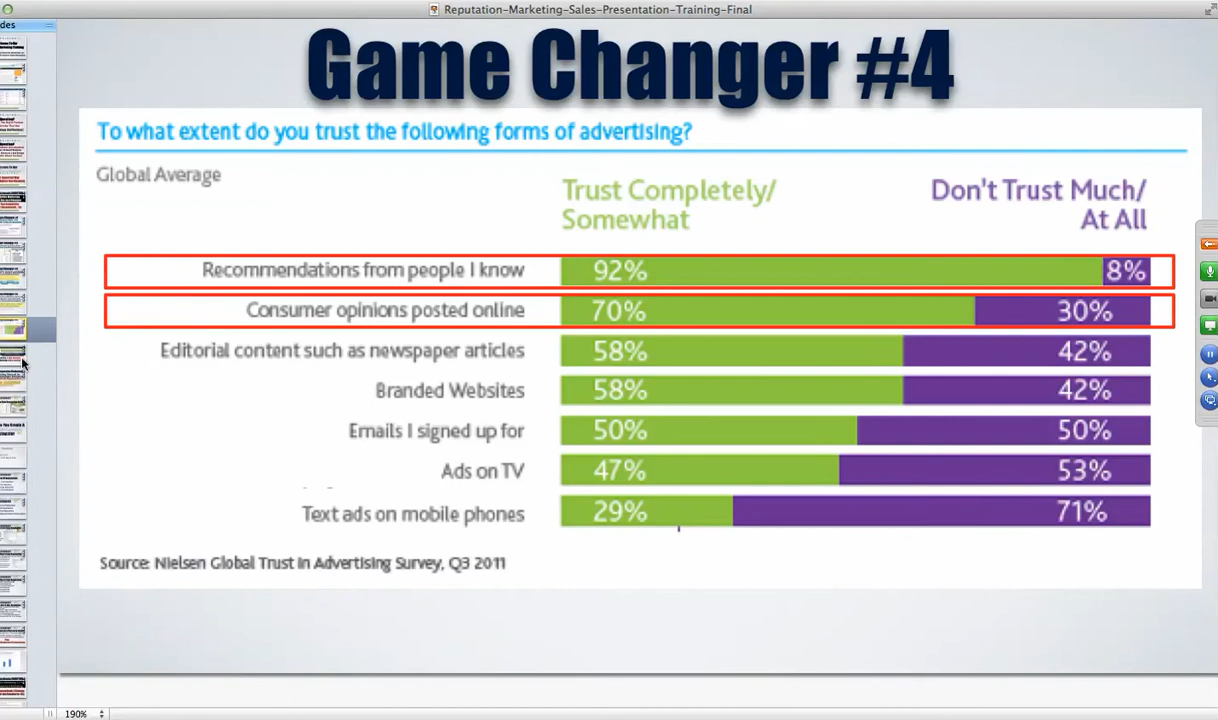 Reputation-Marketing-Sales-Presentation-Training-Final
des
Game Changer #4
To what extent do you trust the following forms of advertising?
Global Average
Trust Completely/
Somewhat
Don't Trust Much/
At All
Recommendations from people I know 92% 8%
Consumer opinions posted online 70% 30%
Editorial content such as newspaper articles 58% 42%
Branded Websites 58% 42%
Emails I signed up for 50% 50%
Ads on TV 47% 53%
Text ads on mobile phones 29% 71%
Source: Nielsen Global Trust in Advertising Survey, Q3 2011
190%